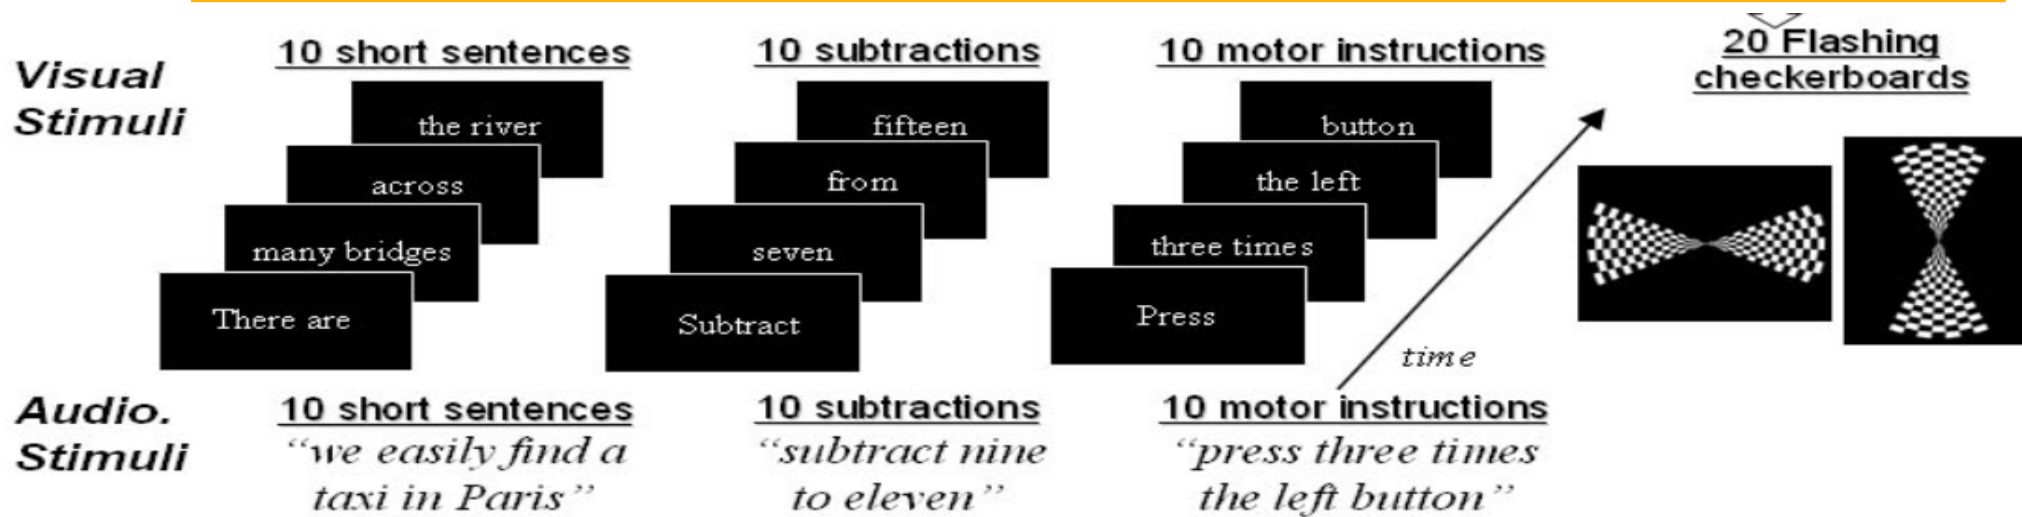 Visual
Stimuli
10 short sentences
the river
across
many bridges
There are
10 subtractions
fifteen
from
seven
Subtract
10 motor instructions
button
the left
three times
Press
time
20 Flashing
checkerboards
Audio.
Stimuli
10 short sentences
“we easily find a
taxi in Paris”
10 subtractions
“subtract nine
to eleven”
10 motor instructions
“press three times
the left button”